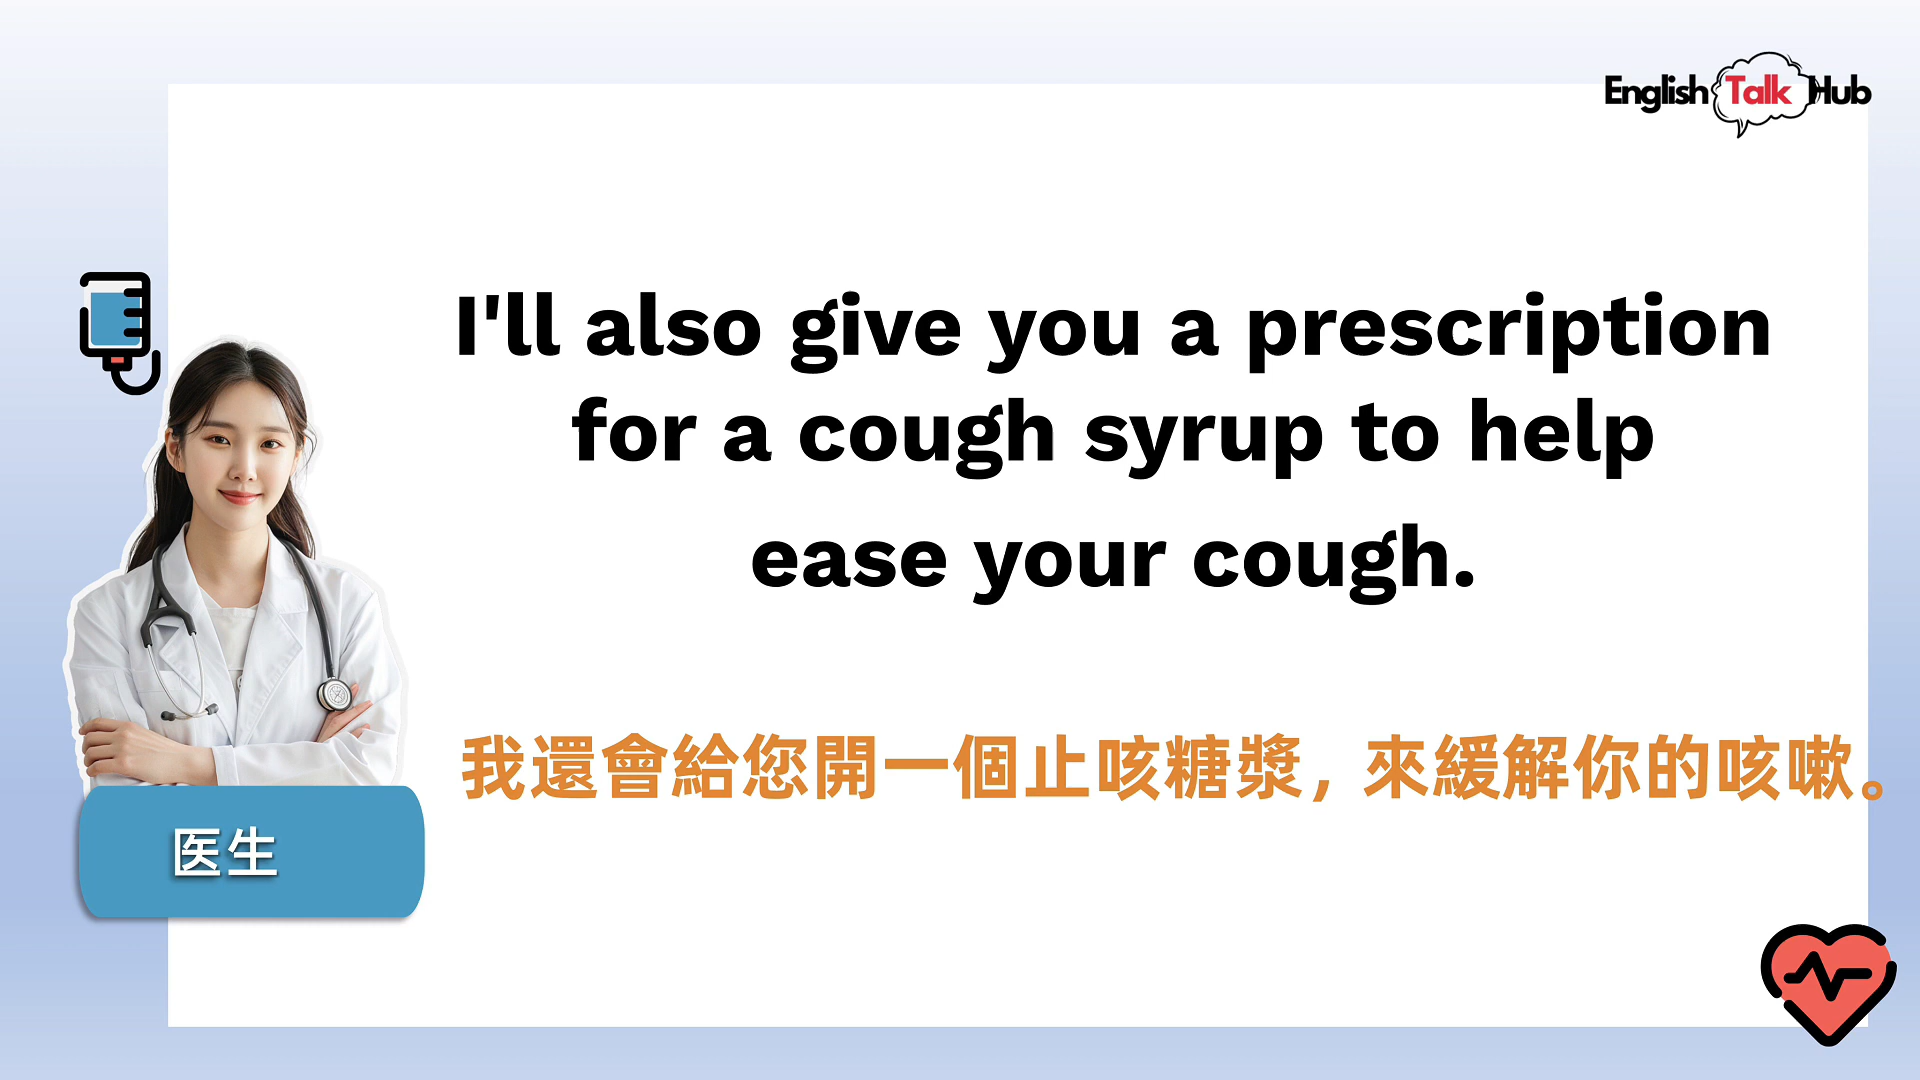 English Talk Hub
I'll also give you a prescription
for a cough syrup to help
ease your cough.
我還會給您開一個止咳糖漿，來緩解你的咳嗽。
医生